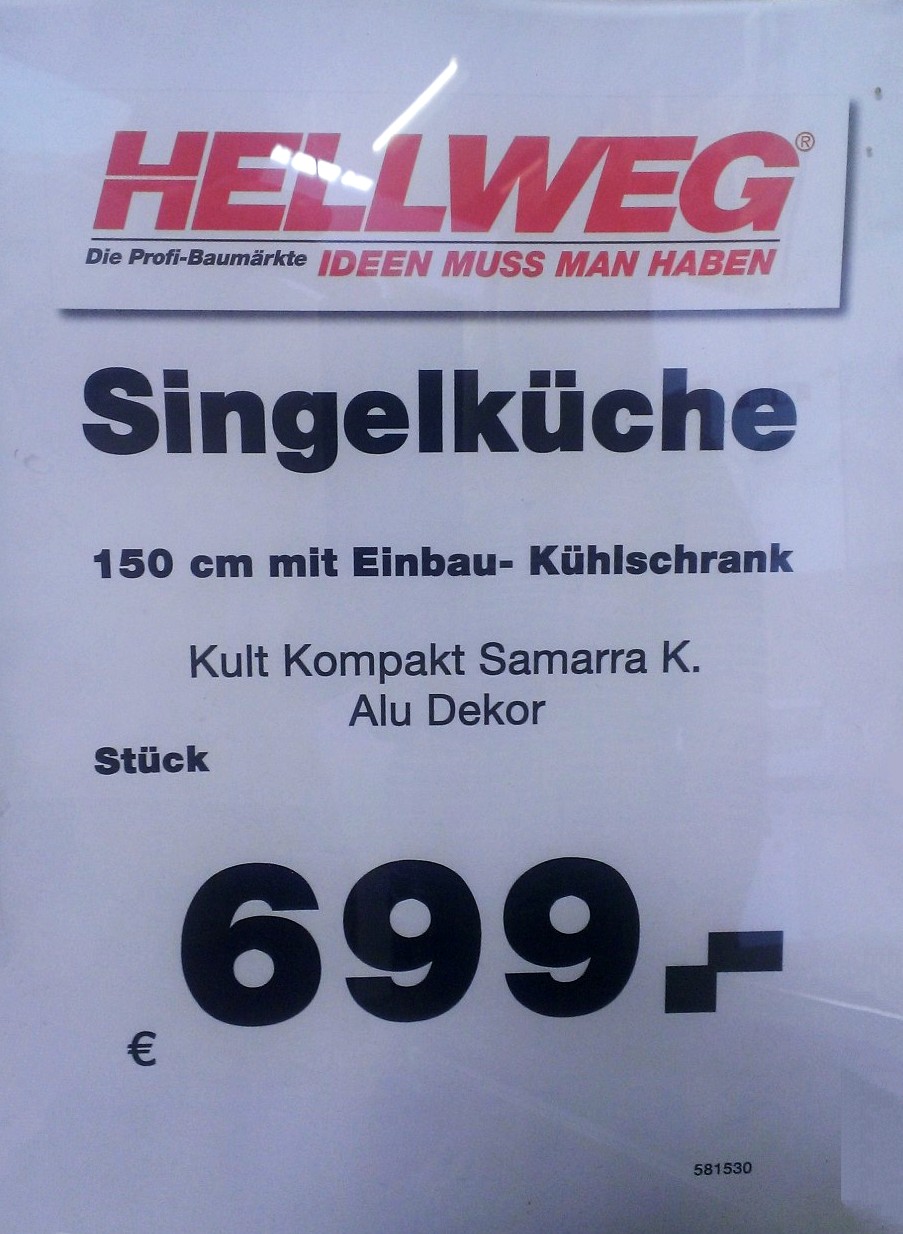 HELLWEG®
Die Profi-Baumärkte IDEEN MUSS MAN HABEN
Singelküche
150 cm mit Einbau- Kühlschrank
Kult Kompakt Samarra K.
Alu Dekor
Stück
€ 699,-
581530